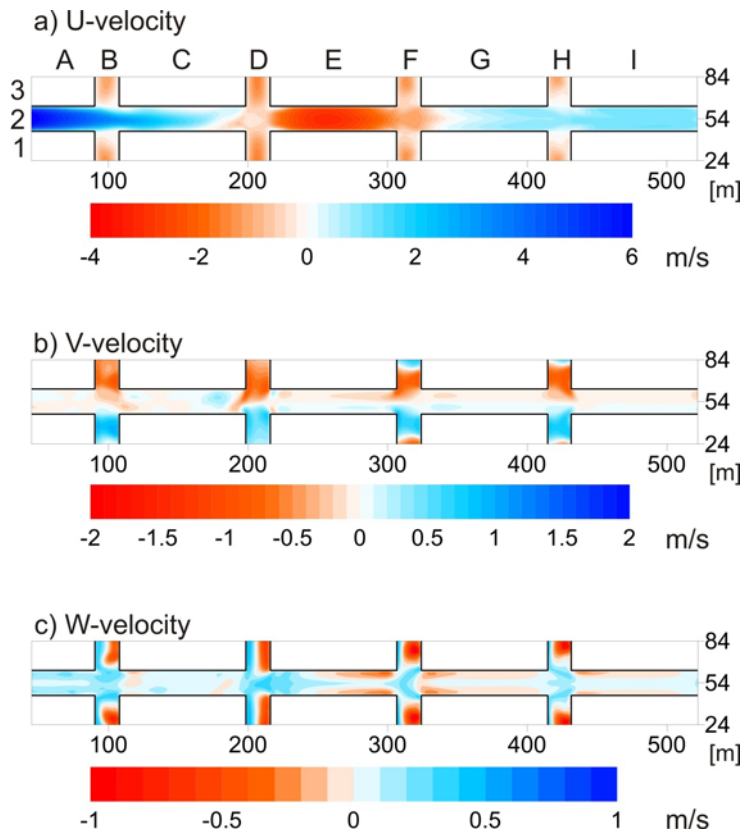 a) U-velocity
A B C D E F G H I
3 84
2 54
1 24
100 200 300 400 500 [m]
-4 -2 0 2 4 6 m/s
b) V-velocity
84
54
24
100 200 300 400 500 [m]
-2 -1.5 -1 -0.5 0 0.5 1 1.5 2 m/s
c) W-velocity
84
54
24
100 200 300 400 500 [m]
-1 -0.5 0 0.5 1 m/s